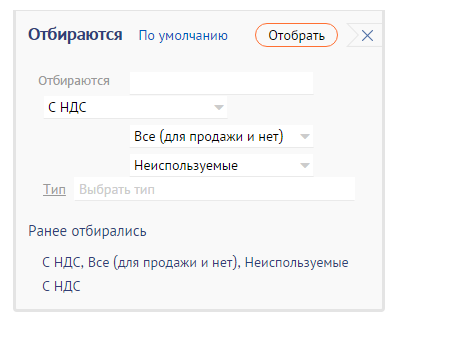 Отбираются По умолчанию Отобрать
Отбираются
С НДС
Все (для продажи и нет)
Неиспользуемые
Тип Выбрать тип
Ранее отбирались
С НДС, Все (для продажи и нет), Неиспользуемые
С НДС